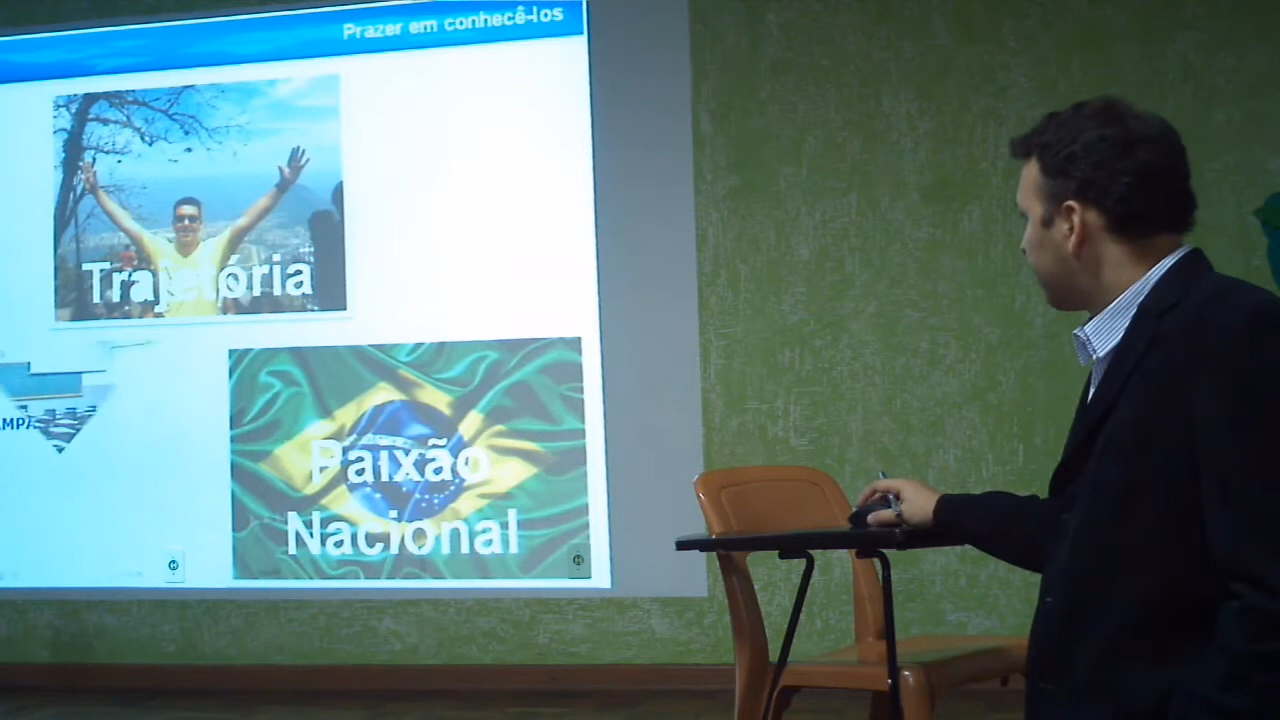 Prazer em conhecê-los
Trajetória
Paixão
Nacional